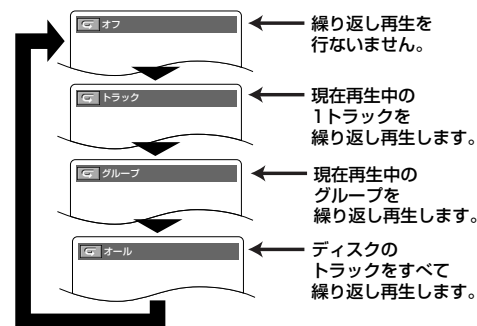 オフ
繰り返し再生を
行ないません。
トラック
現在再生中の
1トラックを
繰り返し再生します。
グループ
現在再生中の
グループを
繰り返し再生します。
オール
ディスクの
トラックをすべて
繰り返し再生します。